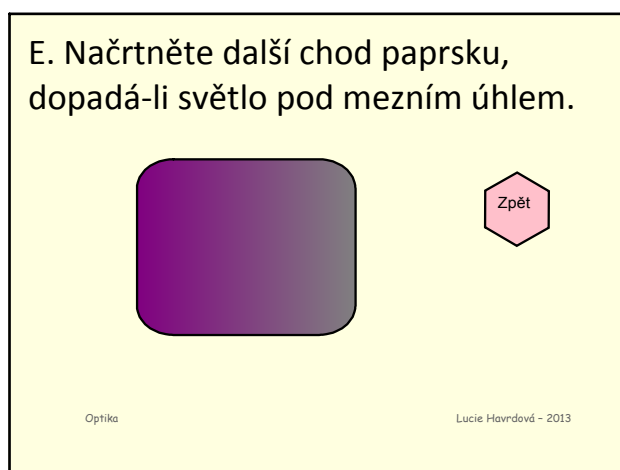 E. Načrtněte další chod paprsku,
dopadá-li světlo pod mezním úhlem.
Zpět
Optika
Lucie Havrdová – 2013